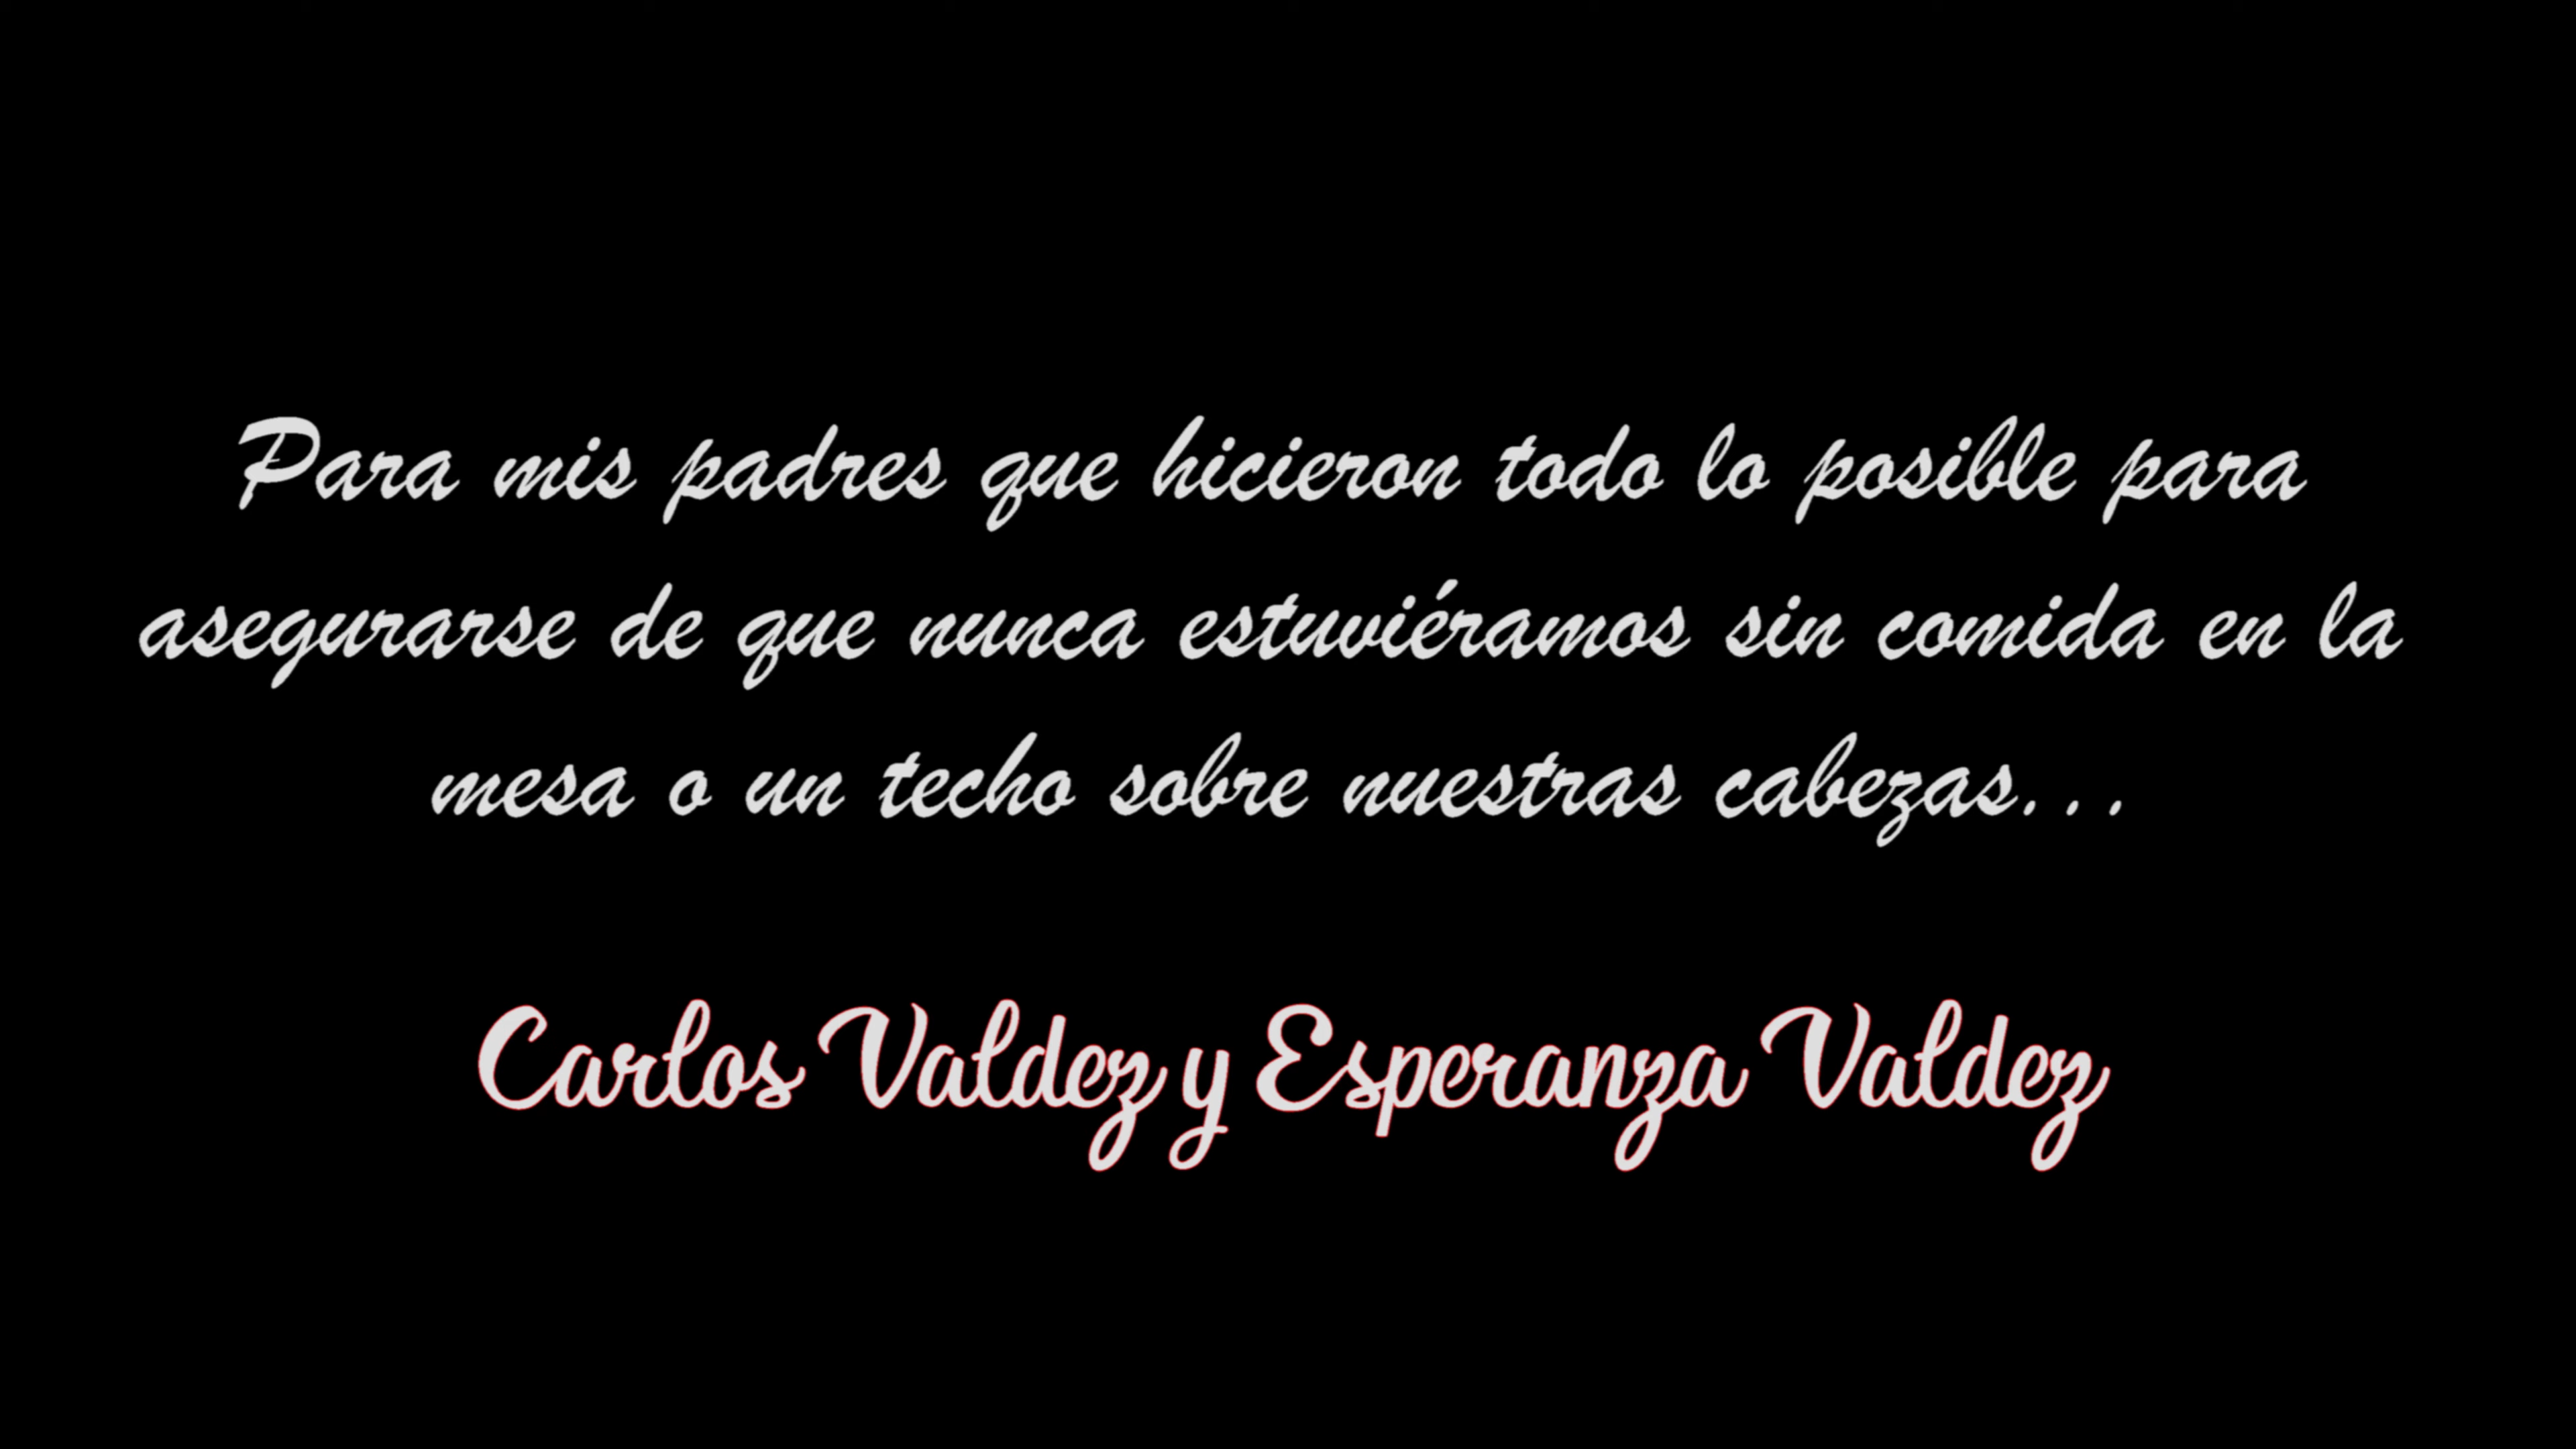 Para mis padres que hicieron todo lo posible para
asegurarse de que nunca estuviéramos sin comida en la
mesa o un techo sobre nuestras cabezas...
Carlos Valdez y Esperanza Valdez